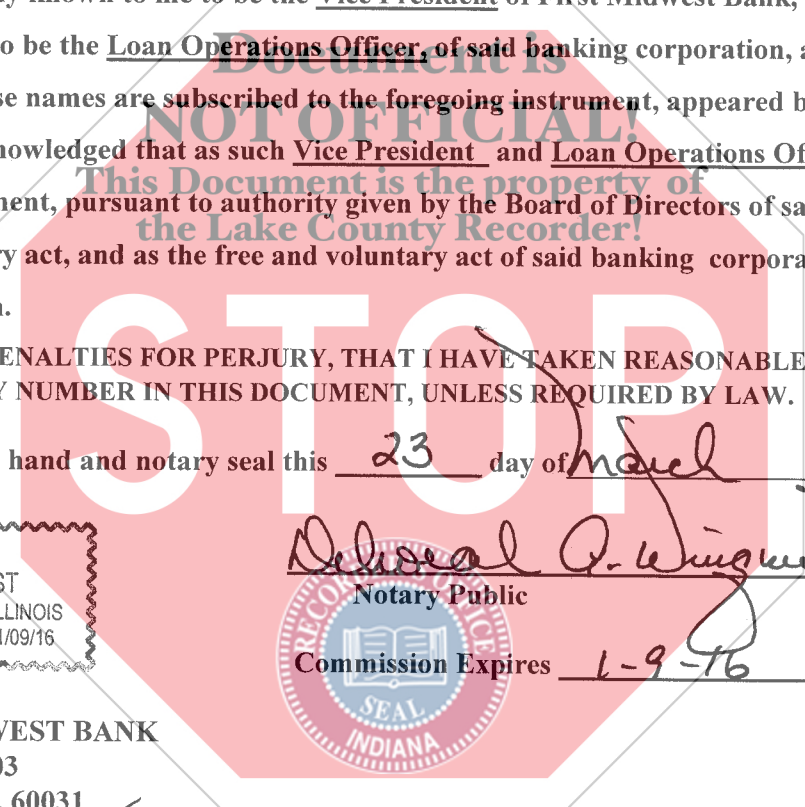 y known to me to be the Vice President of First Midwest Bank,
o be the Loan Operations Officer, of said banking corporation, a
Document is
se names are subscribed to the foregoing instrument, appeared b
NOT OFFICIAL!
nowledged that as such Vice President and Loan Operations Of
This Document is the property of
ment, pursuant to authority given by the Board of Directors of sa
the Lake County Recorder!
ry act, and as the free and voluntary act of said banking corpora
STOP
ENALTIES FOR PERJURY, THAT I HAVE TAKEN REASONABLE
Y NUMBER IN THIS DOCUMENT, UNLESS REQUIRED BY LAW.
hand and notary seal this 23 day of March
Deborah A.
Notary Public
ST
LLINOIS
/09/16
Commission Expires 1-9-16
RECORDER'S OFFICE
SEAL
INDIANA
WEST BANK
03
60031